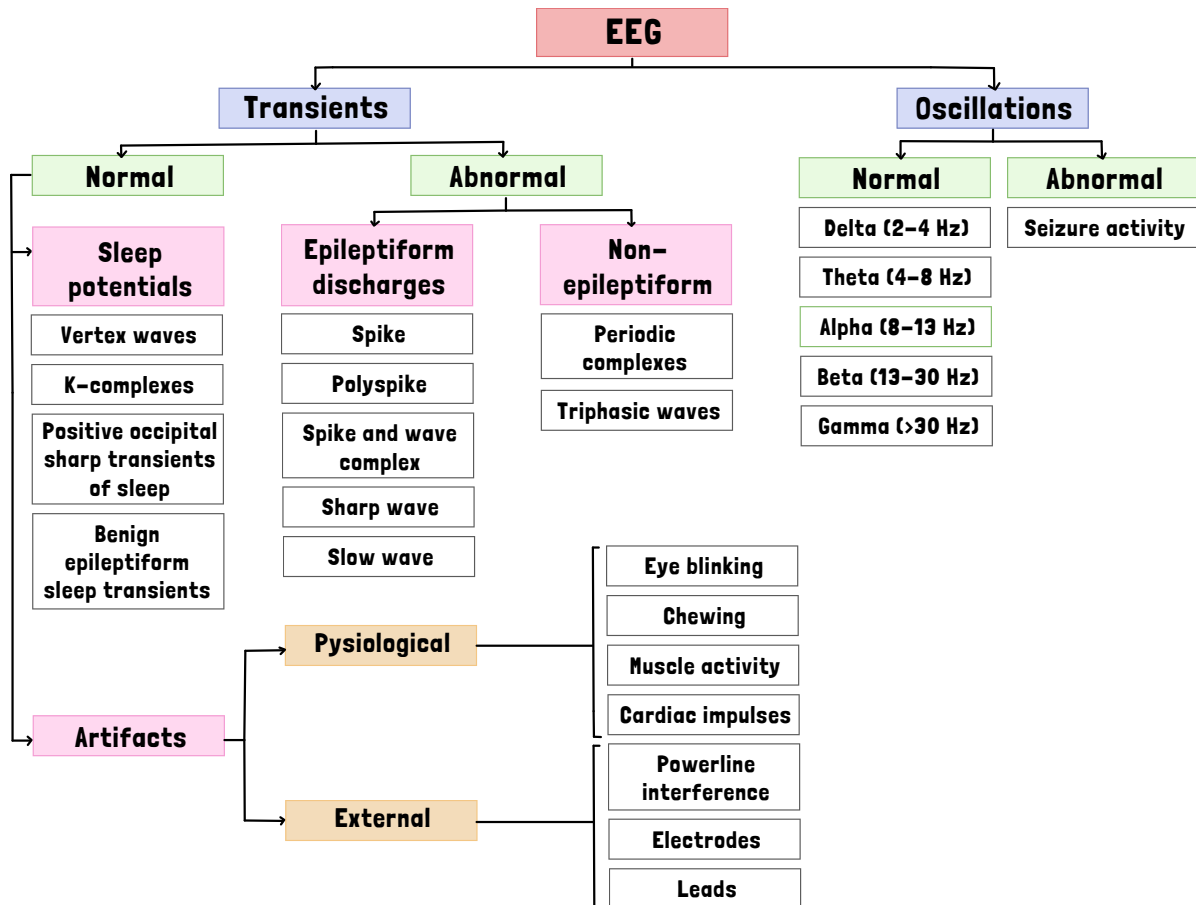 EEG
Transients
Oscillations
Normal
Abnormal
Normal
Abnormal
Sleep
potentials
Vertex waves
K-complexes
Positive occipital
sharp transients
of sleep
Benign
epileptiform
sleep transients
Epileptiform
discharges
Spike
Polyspike
Spike and wave
complex
Sharp wave
Slow wave
Non-
epileptiform
Periodic
complexes
Triphasic waves
Delta (2-4 Hz)
Theta (4-8 Hz)
Alpha (8-13 Hz)
Beta (13-30 Hz)
Gamma (>30 Hz)
Seizure activity
Artifacts
Pysiological
Eye blinking
Chewing
Muscle activity
Cardiac impulses
External
Powerline
interference
Electrodes
Leads